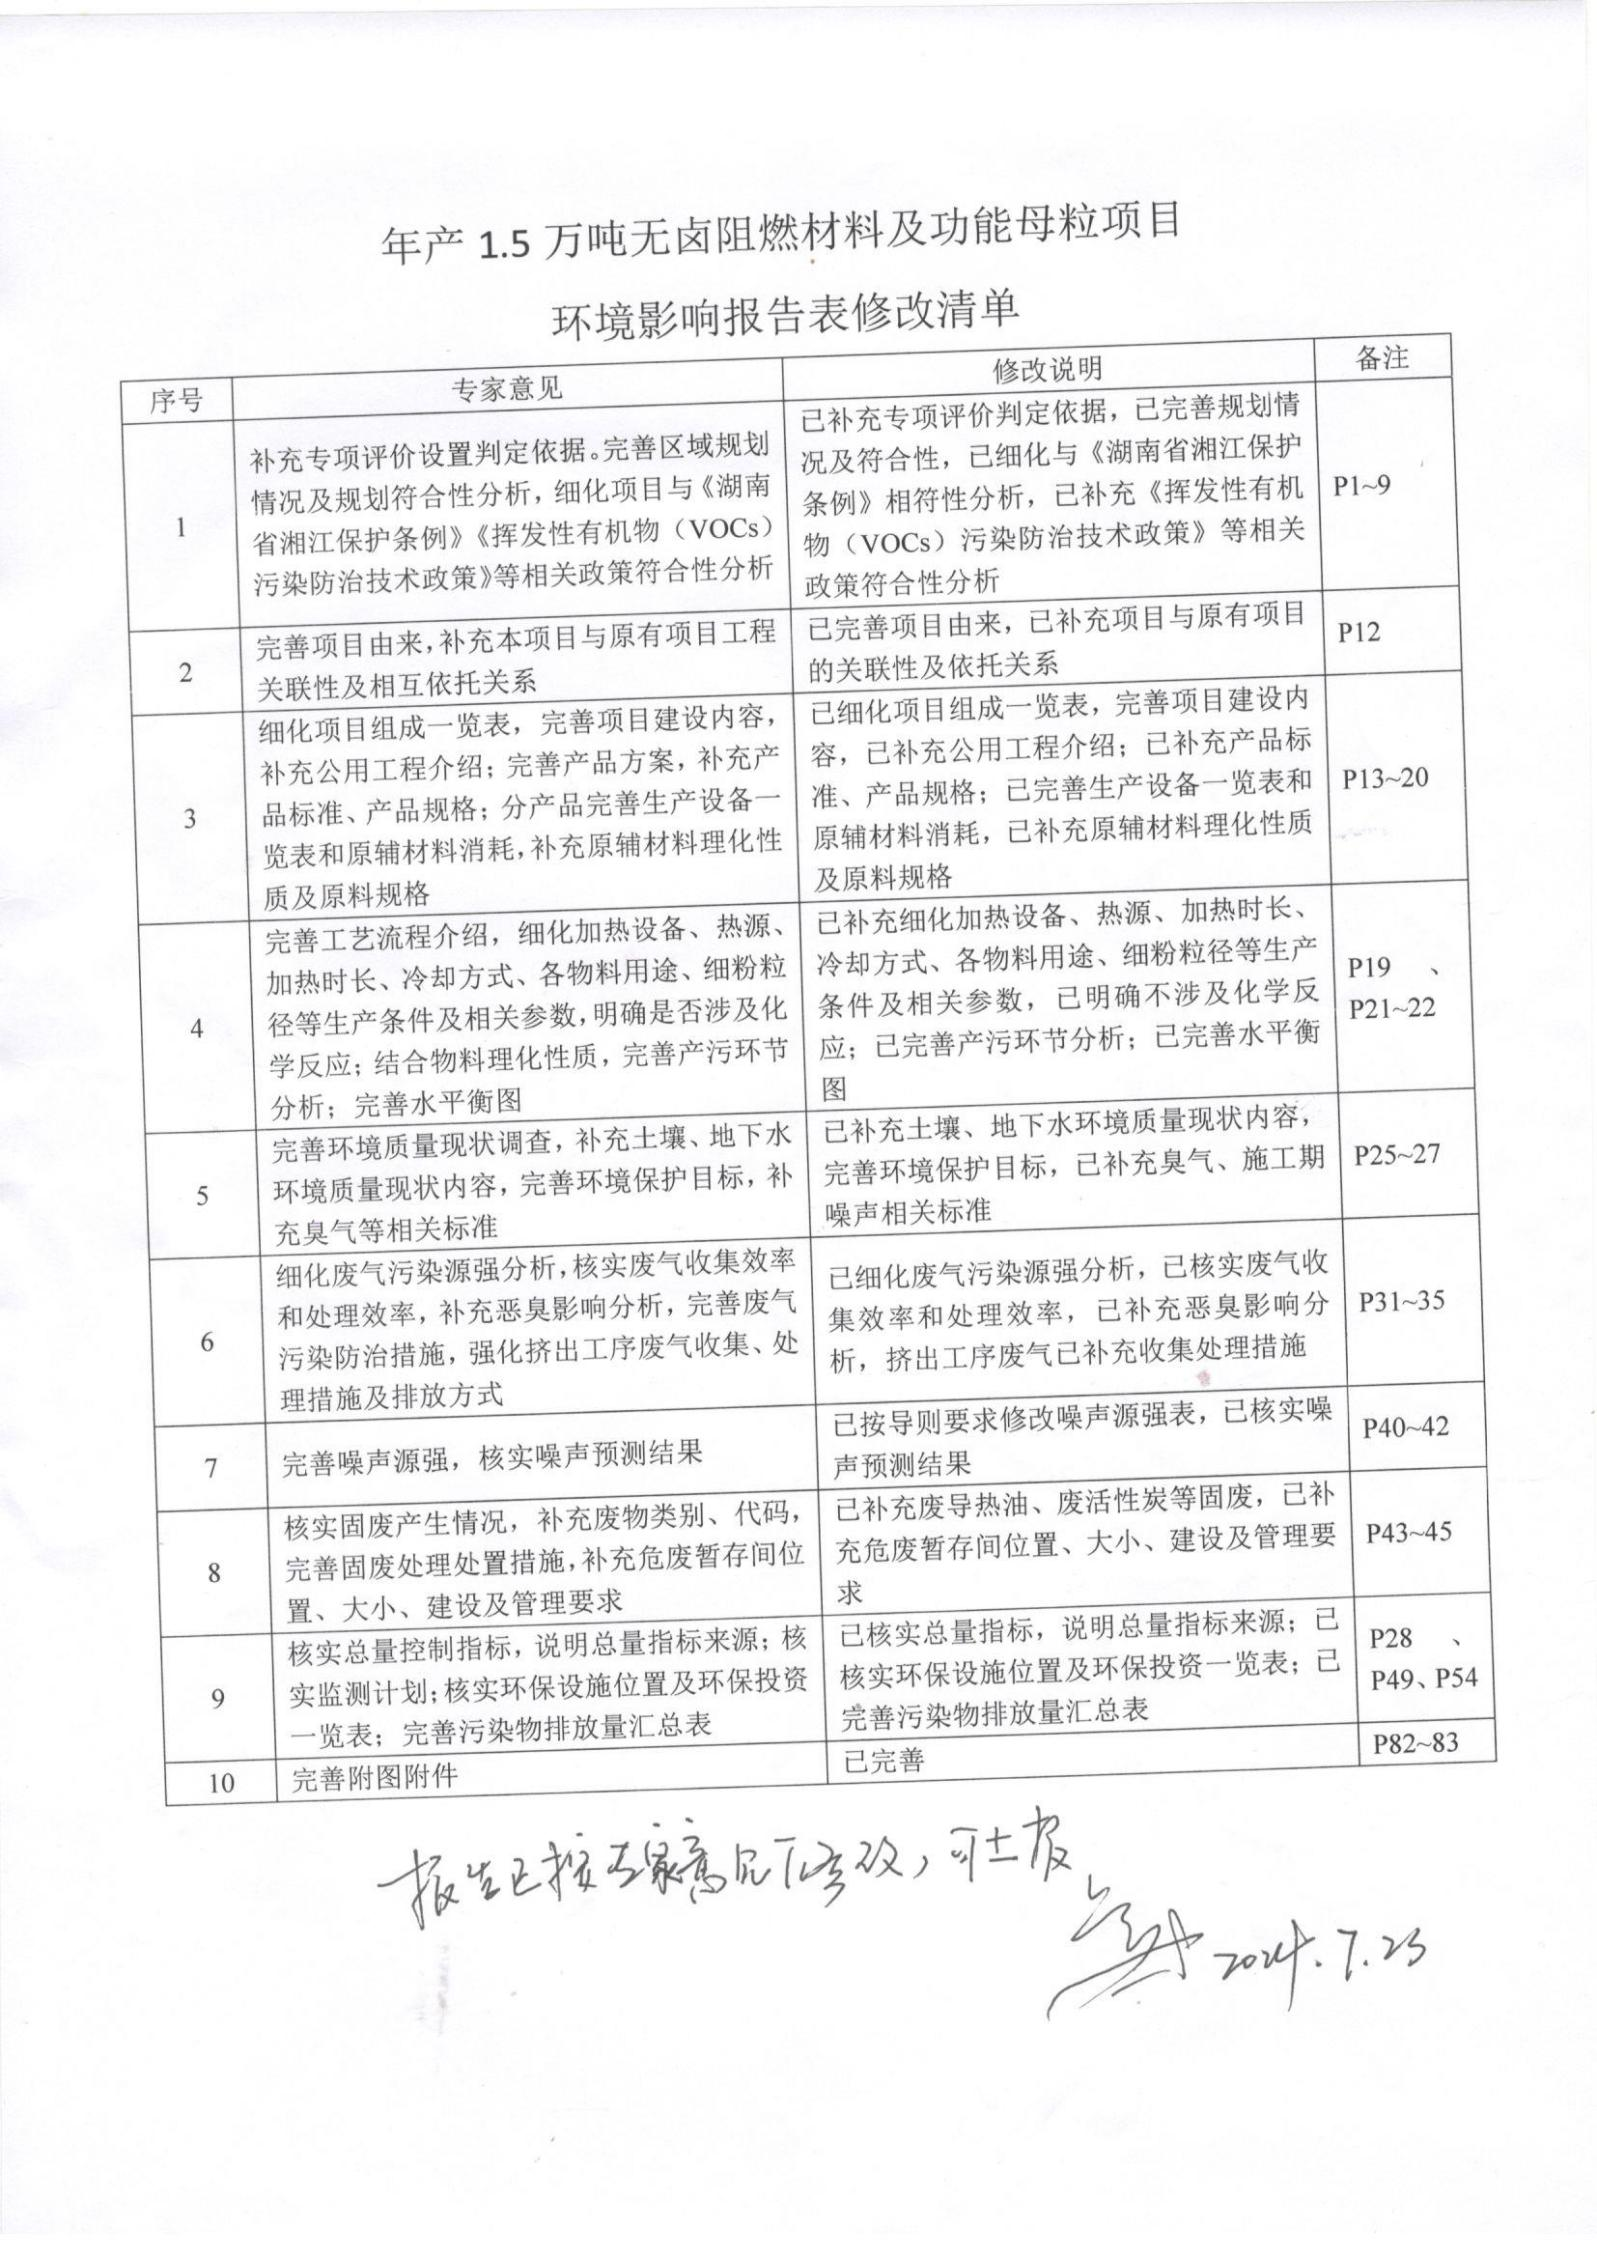 年产 1.5 万吨无卤阻燃材料及功能母粒项目
环境影响报告表修改清单
序号
专家意见
修改说明
备注
1
补充专项评价设置判定依据。完善区域规划
情况及规划符合性分析，细化项目与《湖南
省湘江保护条例》《挥发性有机物（VOCs）
污染防治技术政策》等相关政策符合性分析
已补充专项评价判定依据，已完善规划情
况及符合性，已细化与《湖南省湘江保护
条例》相符性分析，已补充《挥发性有机
物（VOCs）污染防治技术政策》等相关
政策符合性分析
P1~9
2
完善项目由来，补充本项目与原有项目工程
关联性及相互依托关系
已完善项目由来，已补充项目与原有项目
的关联性及依托关系
P12
3
细化项目组成一览表，完善项目建设内容，
补充公用工程介绍；完善产品方案，补充产
品标准、产品规格；分产品完善生产设备一
览表和原辅材料消耗，补充原辅材料理化性
质及原料规格
已细化项目组成一览表，完善项目建设内
容，已补充公用工程介绍；已补充产品标
准、产品规格；已完善生产设备一览表和
原辅材料消耗，已补充原辅材料理化性质
及原料规格
P13~20
4
完善工艺流程介绍，细化加热设备、热源、
加热时长、冷却方式、各物料用途、细粉粒
径等生产条件及相关参数，明确是否涉及化
学反应；结合物料理化性质，完善产污环节
分析；完善水平衡图
已补充细化加热设备、热源、加热时长、
冷却方式、各物料用途、细粉粒径等生产
条件及相关参数，已明确不涉及化学反
应；已完善产污环节分析；已完善水平衡
图
P19 、
P21~22
5
完善环境质量现状调查，补充土壤、地下水
环境质量现状内容，完善环境保护目标，补
充臭气等相关标准
已补充土壤、地下水环境质量现状内容，
完善环境保护目标，已补充臭气、施工期
噪声相关标准
P25~27
6
细化废气污染源强分析，核实废气收集效率
和处理效率，补充恶臭影响分析，完善废气
污染防治措施，强化挤出工序废气收集、处
理措施及排放方式
已细化废气污染源强分析，已核实废气收
集效率和处理效率，已补充恶臭影响分
析，挤出工序废气已补充收集处理措施
P31~35
7
完善噪声源强，核实噪声预测结果
已按导则要求修改噪声源强表，已核实噪
声预测结果
P40~42
8
核实固废产生情况，补充废物类别、代码，
完善固废处理处置措施，补充危废暂存间位
置、大小、建设及管理要求
已补充废导热油、废活性炭等固废，已补
充危废暂存间位置、大小、建设及管理要
求
P43~45
9
核实总量控制指标，说明总量指标来源；核
实监测计划；核实环保设施位置及环保投资
一览表；完善污染物排放量汇总表
已核实总量指标，说明总量指标来源；已
核实环保设施位置及环保投资一览表；已
完善污染物排放量汇总表
P28 、
P49、P54
10
完善附图附件
已完善
P82~83
报告已按专家意见修改，可上报
2024.7.23